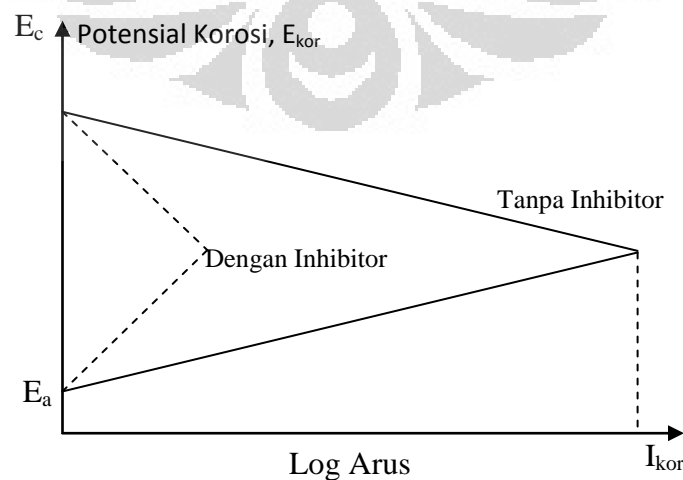 E_c
Potensial Korosi, E_kor
Tanpa Inhibitor
Dengan Inhibitor
E_a
Log Arus
I_kor